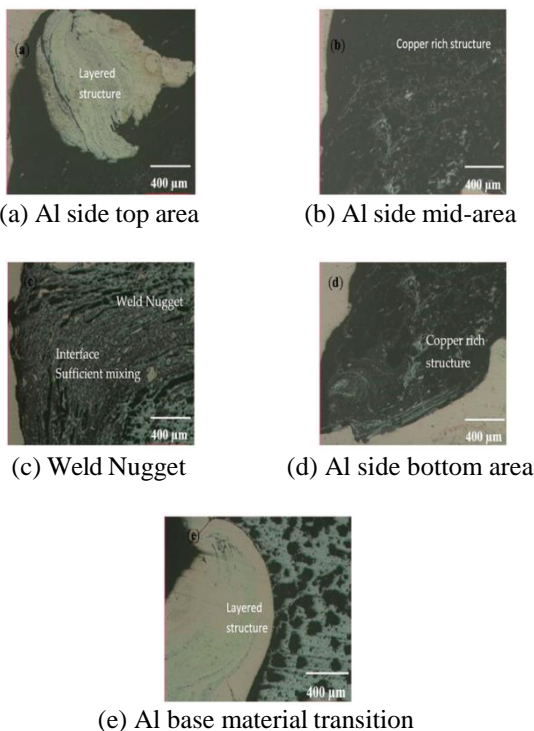 (a)
Layered
structure
400 µm
(b)
Copper rich structure
400 µm
(a) Al side top area
(b) Al side mid-area
(c)
Weld Nugget
Interface
Sufficient mixing
400 µm
(d)
Copper rich
structure
400 µm
(c) Weld Nugget
(d) Al side bottom area
(e)
Layered
structure
400 µm
(e) Al base material transition